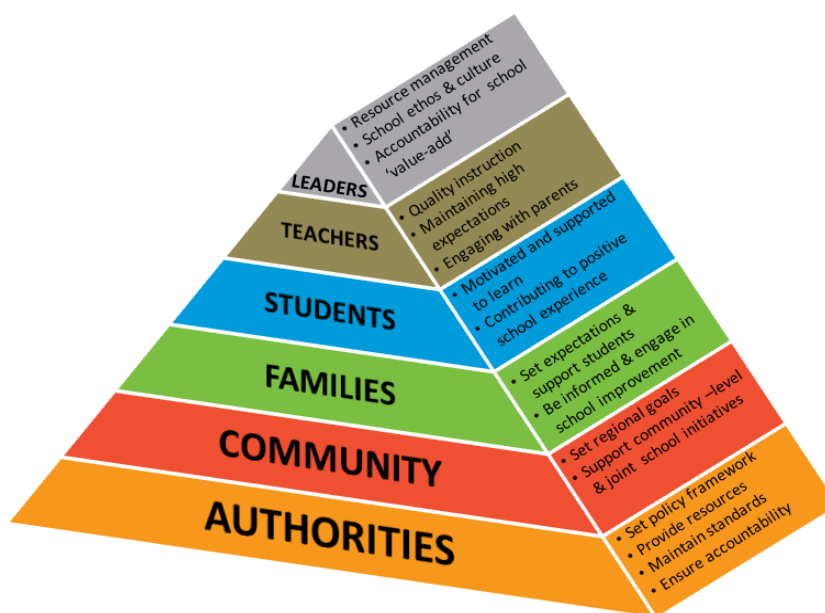 LEADERS
• Resource management
• School ethos & culture
• Accountability for school
'value-add'
TEACHERS
• Quality instruction
• Maintaining high
expectations
• Engaging with parents
STUDENTS
• Motivated and supported
to learn
• Contributing to positive
school experience
FAMILIES
• Set expectations &
support students
• Be informed & engage in
school improvement
COMMUNITY
• Set regional goals
• Support community –level
& joint school initiatives
AUTHORITIES
• Set policy framework
• Provide resources
• Maintain standards
• Ensure accountability